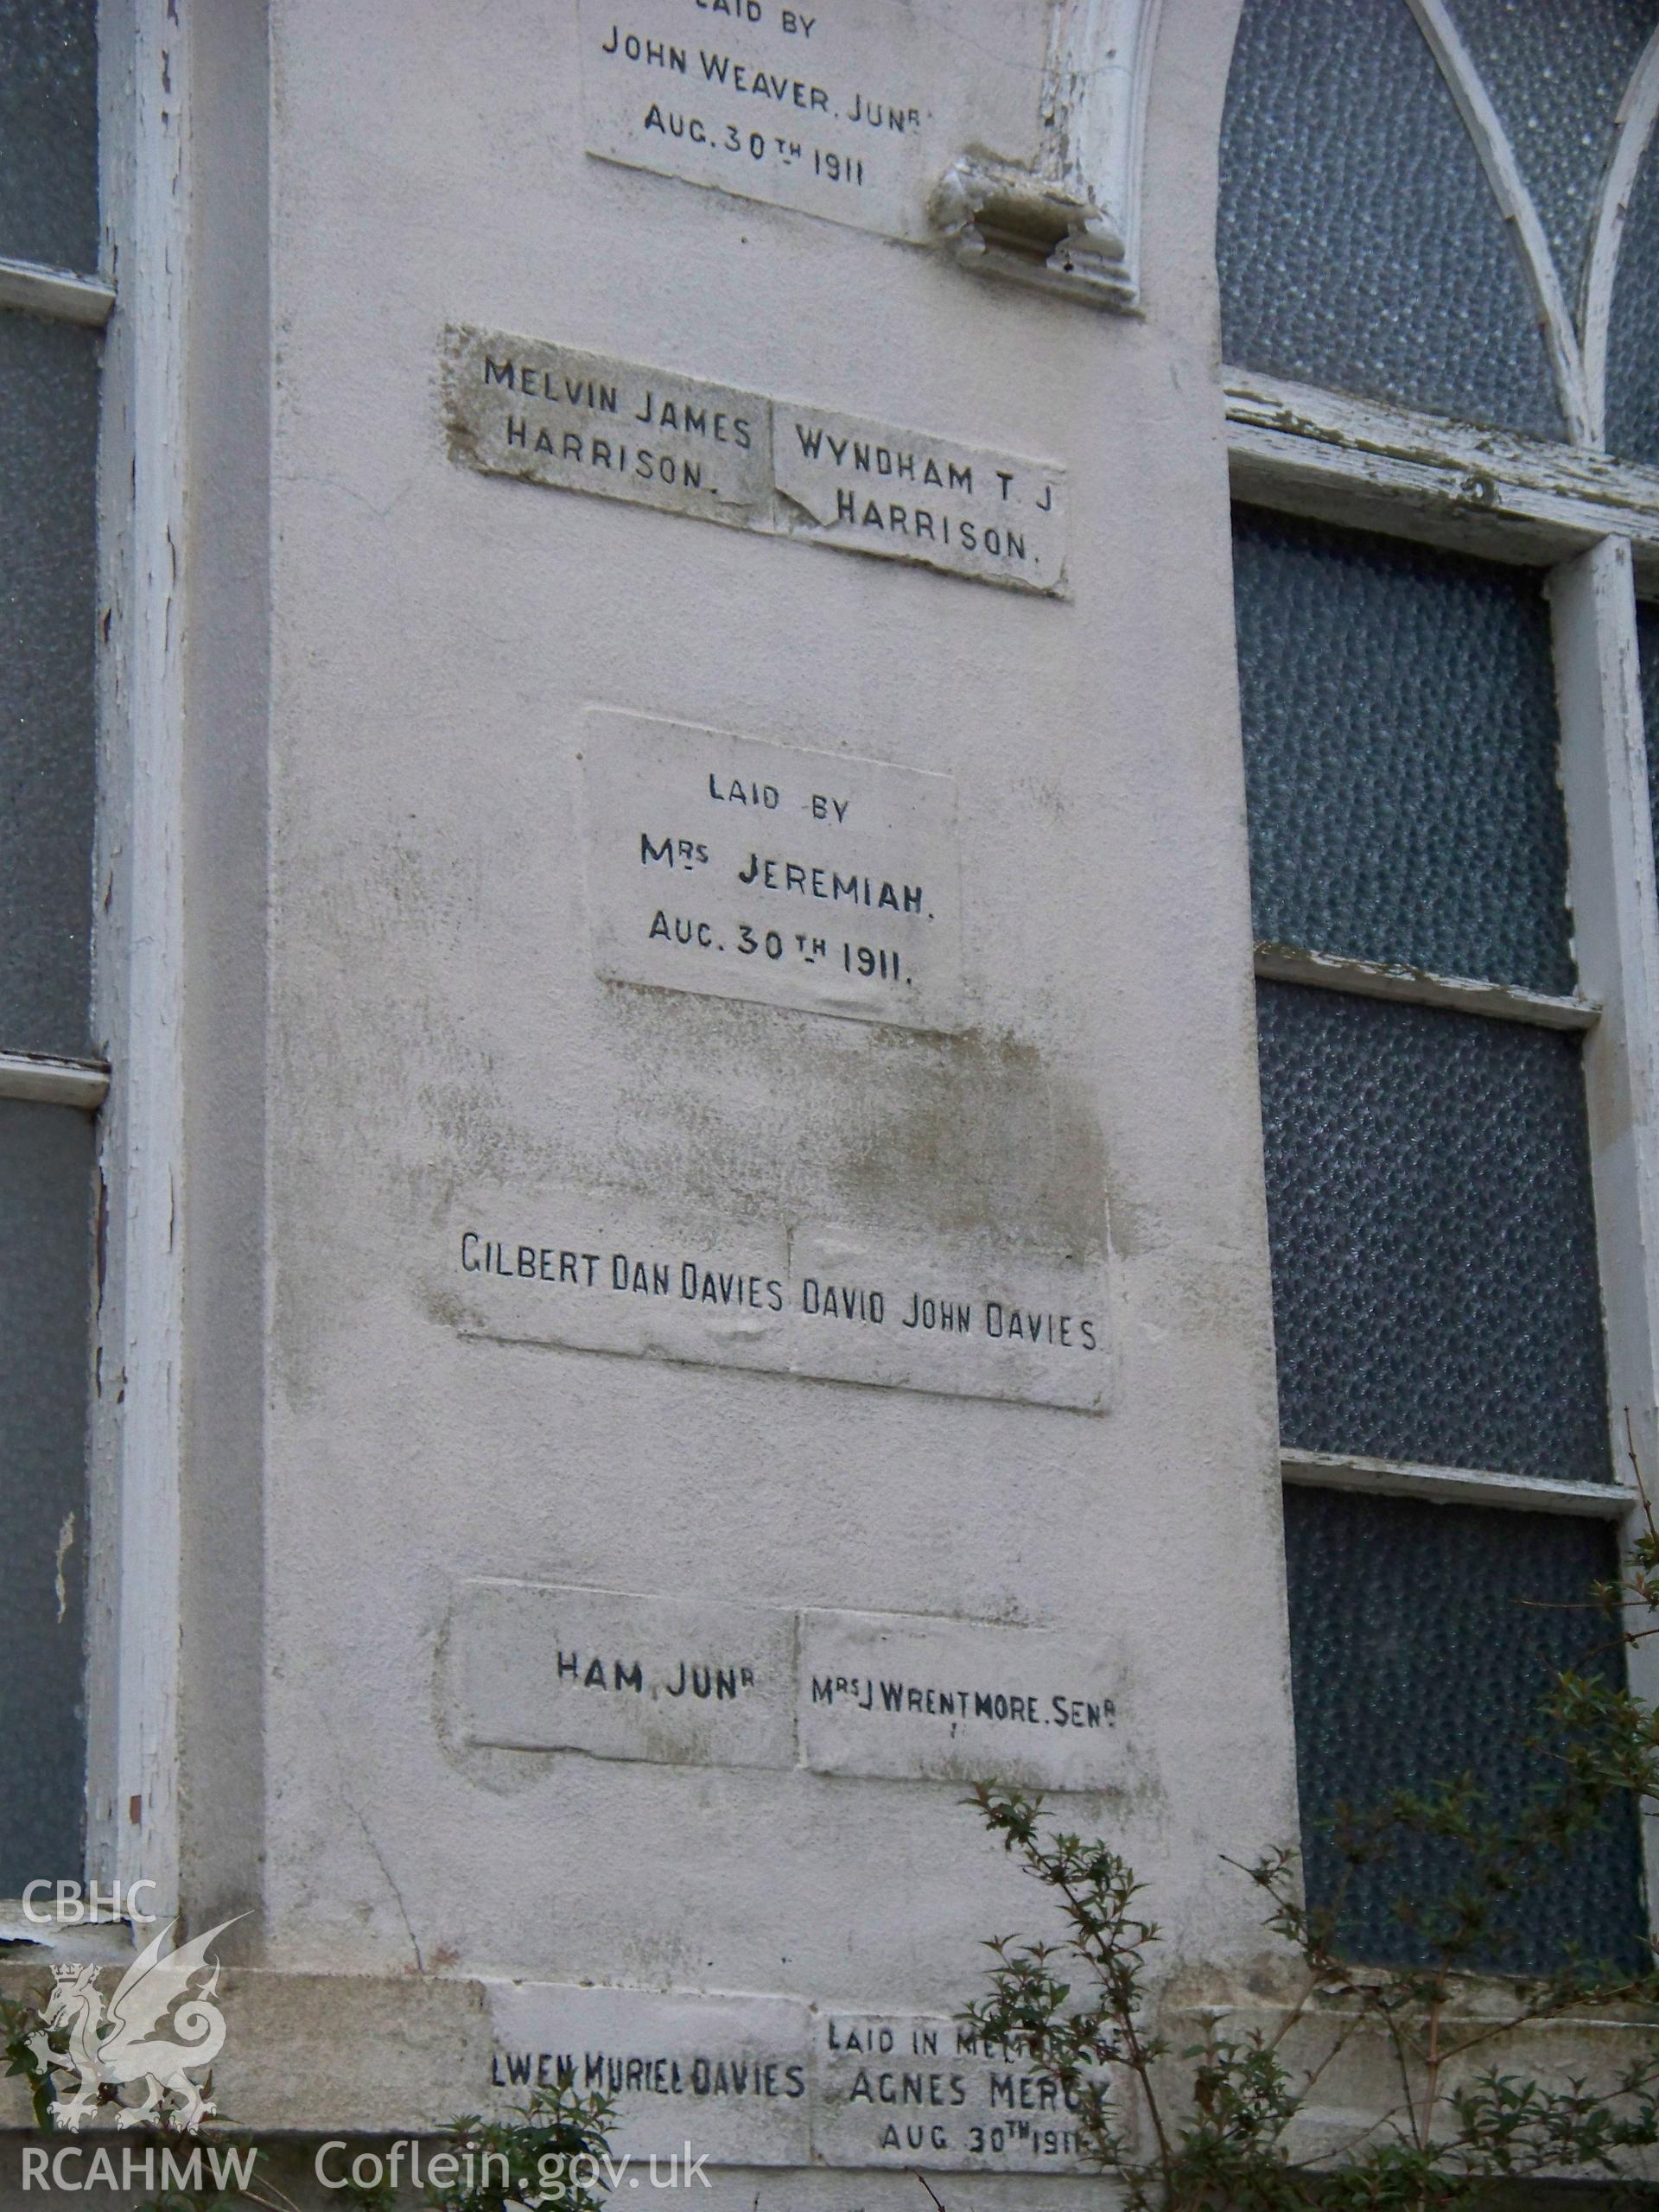 LAID BY
JOHN WEAVER. JUNR.
AUG. 30TH 1911
MELVIN JAMES
HARRISON.
WYNDHAM T. J
HARRISON.
LAID BY
MRS JEREMIAH.
AUG. 30TH 1911.
GILBERT DAN DAVIES
DAVID JOHN DAVIES.
HAM, JUNR
MRS J WRENTMORE. SENR
LWEN MURIEL DAVIES
LAID IN
AGNES MERCY
AUG 30TH 1911
CBHC
RCAHMW
Coflein.gov.uk